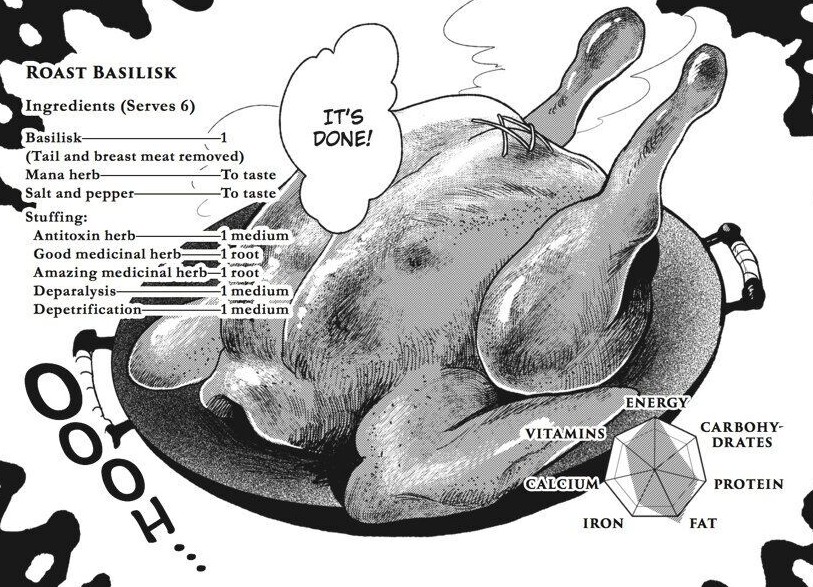 ROAST BASILISK
Ingredients (Serves 6)
Basilisk—1
(Tail and breast meat removed)
Mana herb—To taste
Salt and pepper—To taste
Stuffing:
Antitoxin herb—1 medium
Good medicinal herb—1 root
Amazing medicinal herb—1 root
Deparalysis—1 medium
Depetrification—1 medium
IT'S
DONE!
OOOH...
ENERGY
CARBOHY-
DRATES
PROTEIN
FAT
IRON
CALCIUM
VITAMINS